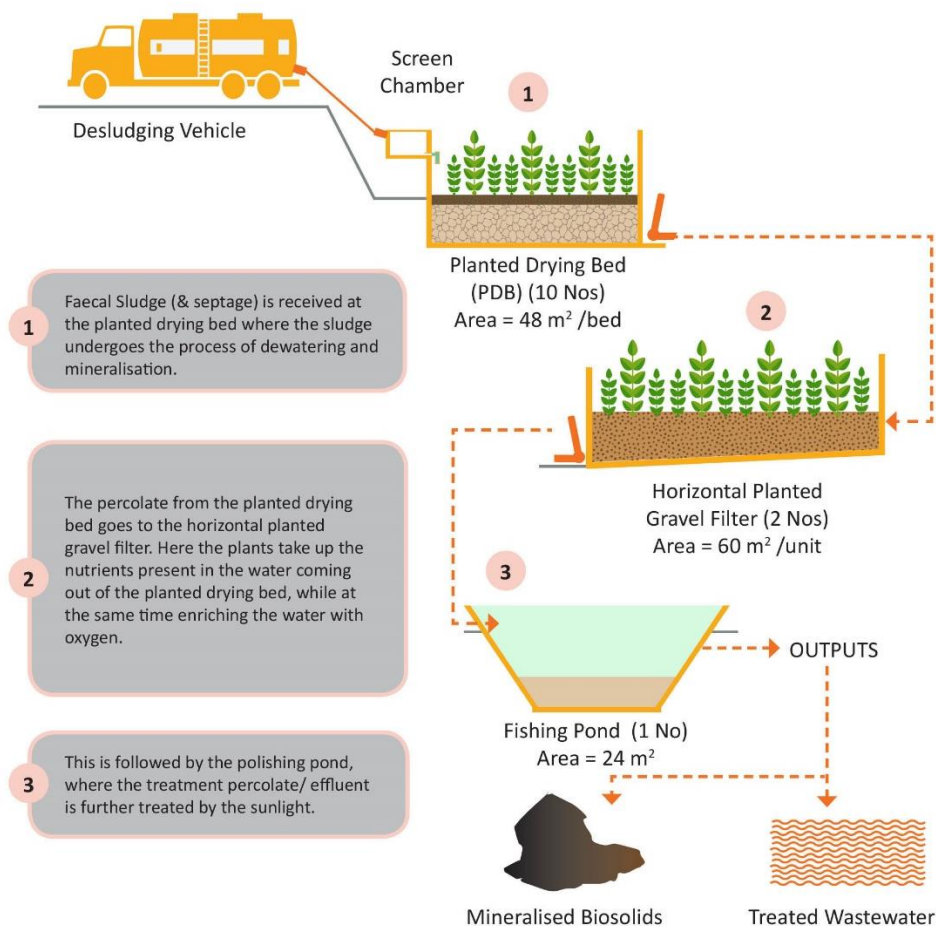 Desludging Vehicle
Screen
Chamber
1
Planted Drying Bed
(PDB) (10 Nos)
Area = 48 m² /bed
1
Faecal Sludge (& septage) is received at
the planted drying bed where the sludge
undergoes the process of dewatering and
mineralisation.
2
Horizontal Planted
Gravel Filter (2 Nos)
Area = 60 m² /unit
2
The percolate from the planted drying
bed goes to the horizontal planted
gravel filter. Here the plants take up the
nutrients present in the water coming
out of the planted drying bed, while at
the same time enriching the water with
oxygen.
3
Fishing Pond (1 No)
Area = 24 m²
OUTPUTS
3
This is followed by the polishing pond,
where the treatment percolate/ effluent
is further treated by the sunlight.
Mineralised Biosolids
Treated Wastewater